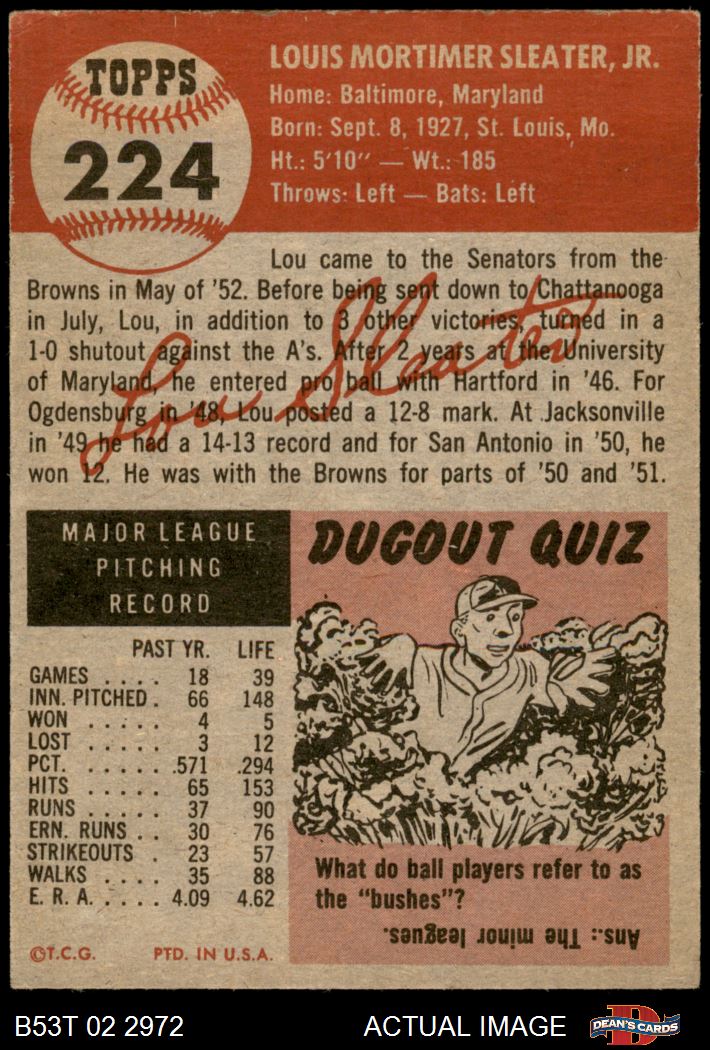 TOPPS
224
LOUIS MORTIMER SLEATER, JR.
Home: Baltimore, Maryland
Born: Sept. 8, 1927, St. Louis, Mo.
Ht.: 5'10" — Wt.: 185
Throws: Left — Bats: Left
Lou came to the Senators from the
Browns in May of '52. Before being sent down to Chattanooga
in July, Lou, in addition to 3 other victories, turned in a
1-0 shutout against the A's. After 2 years at the University
of Maryland, he entered pro ball with Hartford in '46. For
Ogdensburg in '48, Lou posted a 12-8 mark. At Jacksonville
in '49 he had a 14-13 record and for San Antonio in '50, he
won 12. He was with the Browns for parts of '50 and '51.
Lou Sleater
MAJOR LEAGUE
PITCHING
RECORD
PAST YR. LIFE
GAMES . . . . 18 39
INN. PITCHED . 66 148
WON . . . . . 4 5
LOST . . . . . 3 12
PCT. . . . . . .571 .294
HITS . . . . . 65 153
RUNS . . . . . 37 90
ERN. RUNS . . 30 76
STRIKEOUTS . 23 57
WALKS . . . . 35 88
E. R. A. . . . . 4.09 4.62
©T.C.G. PTD. IN U.S.A.
DUGOUT QUIZ
What do ball players refer to as
the "bushes"?
Ans.: The minor leagues.
B53T 02 2972 ACTUAL IMAGE
DEAN'S CARDS